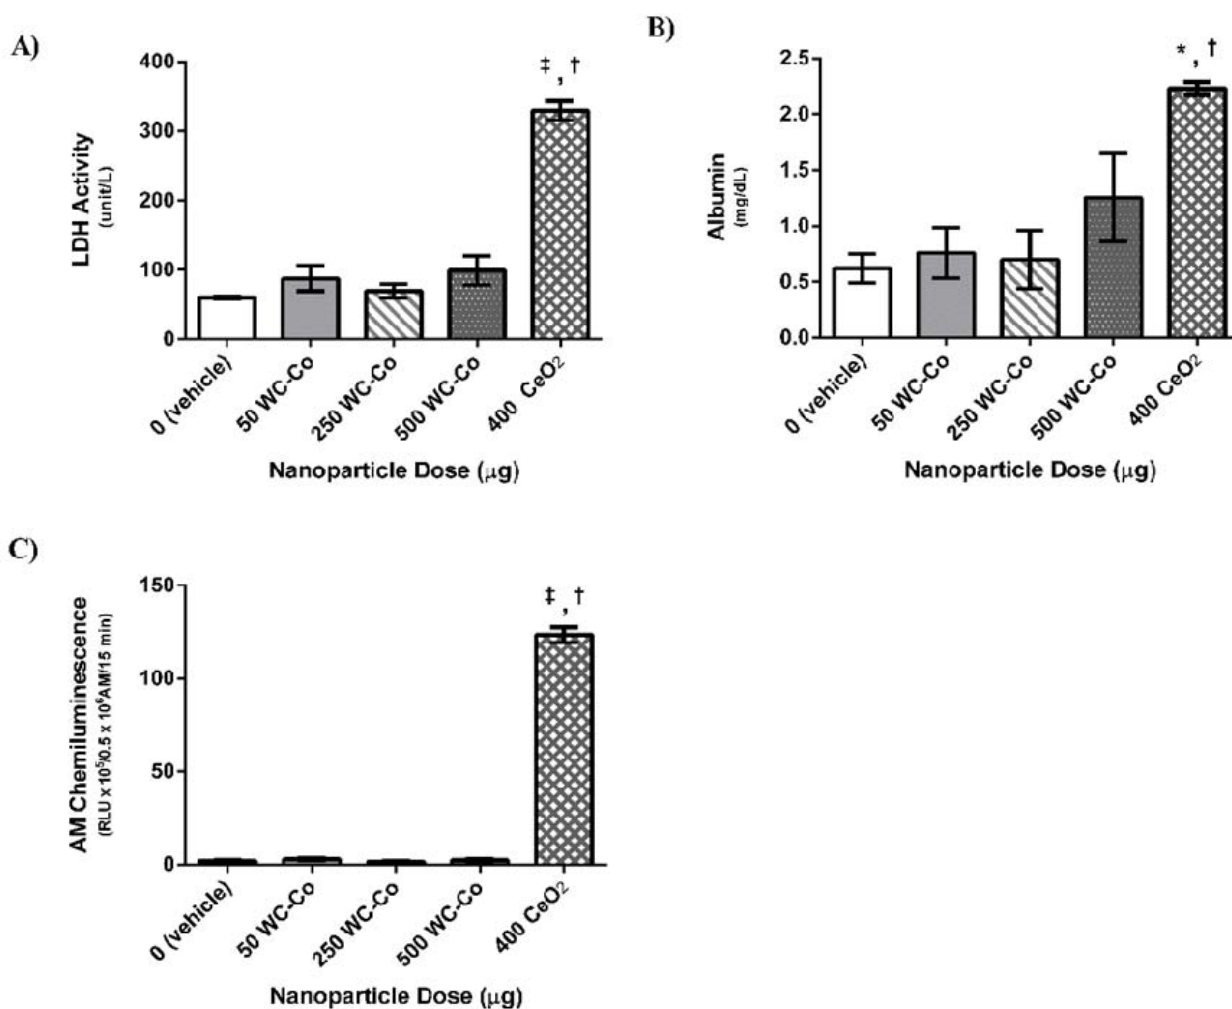 A)
LDH Activity
(unit/L)
400
300
200
100
0
‡ , †
0 (vehicle)
50 WC-Co
250 WC-Co
500 WC-Co
400 CeO2
Nanoparticle Dose (µg)
B)
Albumin
(mg/dL)
2.5
2.0
1.5
1.0
0.5
0.0
* , †
0 (vehicle)
50 WC-Co
250 WC-Co
500 WC-Co
400 CeO2
Nanoparticle Dose (µg)
C)
AM Chemiluminescence
(RLU x 10⁵/0.5 x 10⁶AM/15 min)
150
100
50
0
‡ , †
0 (vehicle)
50 WC-Co
250 WC-Co
500 WC-Co
400 CeO2
Nanoparticle Dose (µg)